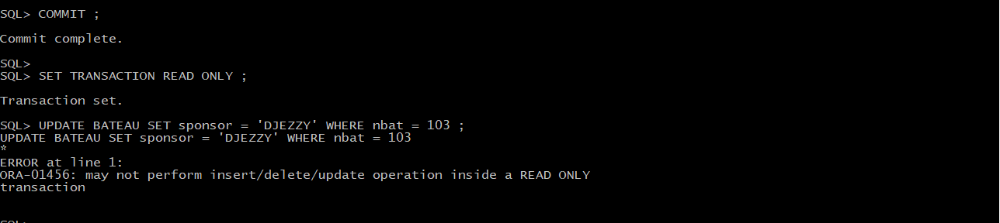 SQL> COMMIT ;
Commit complete.
SQL>
SQL> SET TRANSACTION READ ONLY ;
Transaction set.
SQL> UPDATE BATEAU SET sponsor = 'DJEZZY' WHERE nbat = 103 ;
UPDATE BATEAU SET sponsor = 'DJEZZY' WHERE nbat = 103
*
ERROR at line 1:
ORA-01456: may not perform insert/delete/update operation inside a READ ONLY
transaction
SQL>